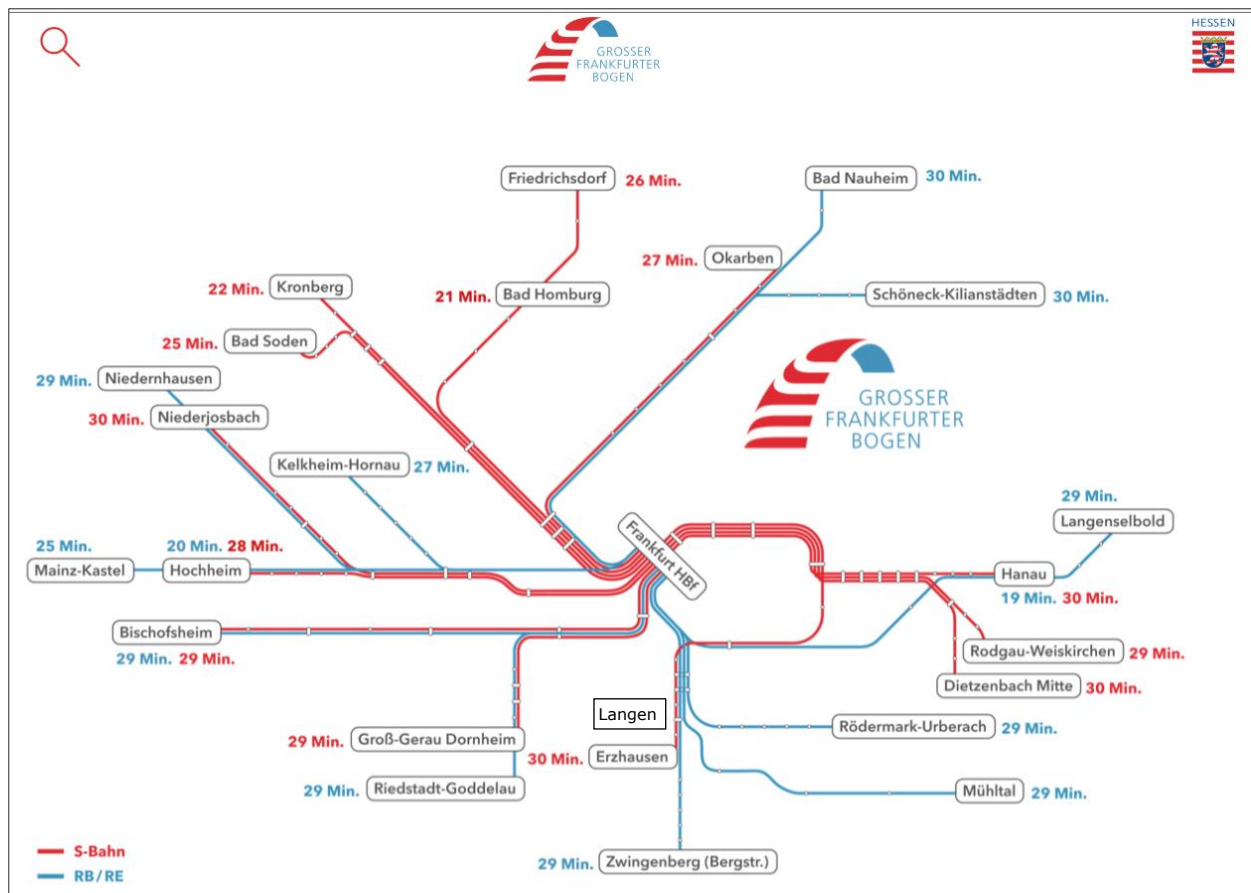 GROSSER
FRANKFURTER
BOGEN
HESSEN
Friedrichsdorf 26 Min.
Bad Nauheim 30 Min.
27 Min. Okarben
22 Min. Kronberg
21 Min. Bad Homburg
Schöneck-Kilianstädten 30 Min.
25 Min. Bad Soden
29 Min. Niedernhausen
30 Min. Niederjosbach
GROSSER
FRANKFURTER
BOGEN
Kelkheim-Hornau 27 Min.
29 Min.
Langenselbold
Frankfurt HBf
25 Min.
Mainz-Kastel
20 Min. 28 Min.
Hochheim
Hanau
19 Min. 30 Min.
Bischofsheim
29 Min. 29 Min.
Rodgau-Weiskirchen 29 Min.
Dietzenbach Mitte 30 Min.
Langen
29 Min. Groß-Gerau Dornheim
Rödermark-Urberach 29 Min.
30 Min. Erzhausen
29 Min. Riedstadt-Goddelau
Mühltal 29 Min.
29 Min. Zwingenberg (Bergstr.)
S-Bahn
RB/RE